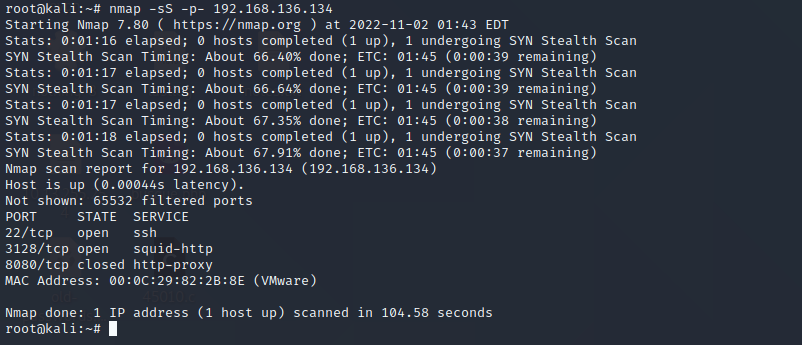 root@kali:~# nmap -sS -p- 192.168.136.134
Starting Nmap 7.80 ( https://nmap.org ) at 2022-11-02 01:43 EDT
Stats: 0:01:16 elapsed; 0 hosts completed (1 up), 1 undergoing SYN Stealth Scan
SYN Stealth Scan Timing: About 66.40% done; ETC: 01:45 (0:00:39 remaining)
Stats: 0:01:17 elapsed; 0 hosts completed (1 up), 1 undergoing SYN Stealth Scan
SYN Stealth Scan Timing: About 66.64% done; ETC: 01:45 (0:00:39 remaining)
Stats: 0:01:17 elapsed; 0 hosts completed (1 up), 1 undergoing SYN Stealth Scan
SYN Stealth Scan Timing: About 67.35% done; ETC: 01:45 (0:00:38 remaining)
Stats: 0:01:18 elapsed; 0 hosts completed (1 up), 1 undergoing SYN Stealth Scan
SYN Stealth Scan Timing: About 67.91% done; ETC: 01:45 (0:00:37 remaining)
Nmap scan report for 192.168.136.134 (192.168.136.134)
Host is up (0.00044s latency).
Not shown: 65532 filtered ports
PORT     STATE  SERVICE
22/tcp   open   ssh
3128/tcp open   squid-http
8080/tcp closed http-proxy
MAC Address: 00:0C:29:82:2B:8E (VMware)

Nmap done: 1 IP address (1 host up) scanned in 104.58 seconds
root@kali:~#